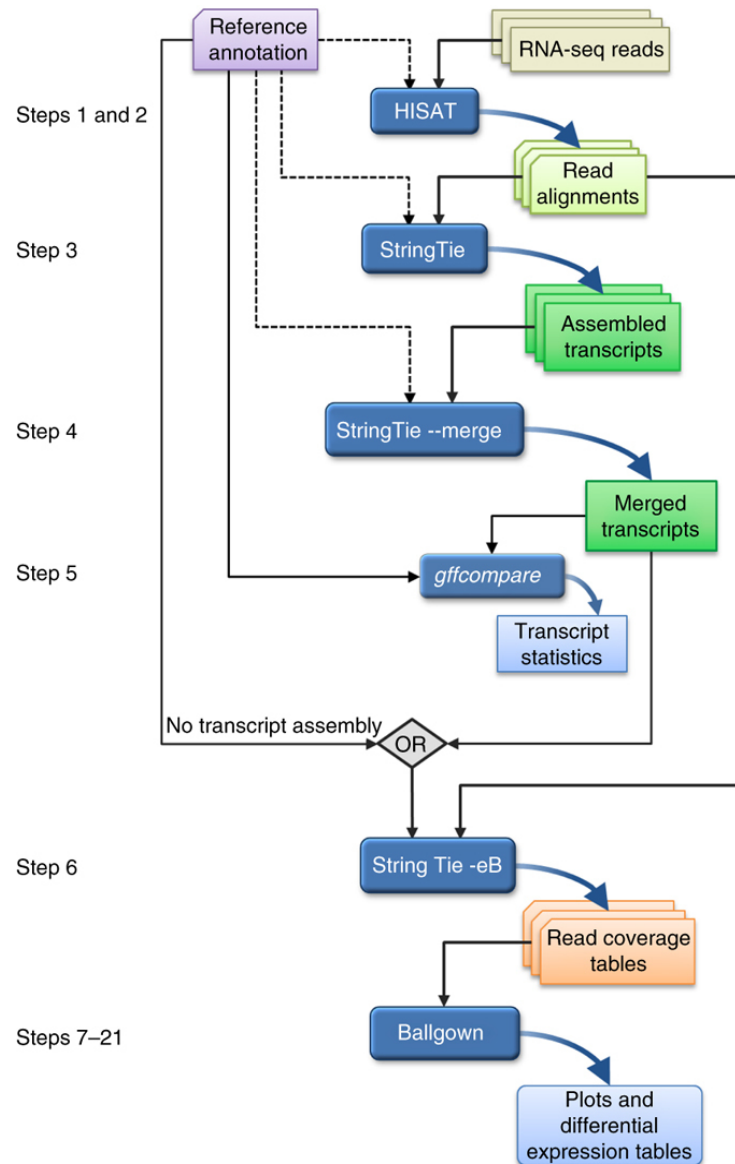 Reference
annotation
RNA-seq reads
Steps 1 and 2
HISAT
Read
alignments
Step 3
StringTie
Assembled
transcripts
Step 4
StringTie --merge
Merged
transcripts
Step 5
gffcompare
Transcript
statistics
No transcript assembly
OR
Step 6
String Tie -eB
Read coverage
tables
Steps 7–21
Ballgown
Plots and
differential
expression tables